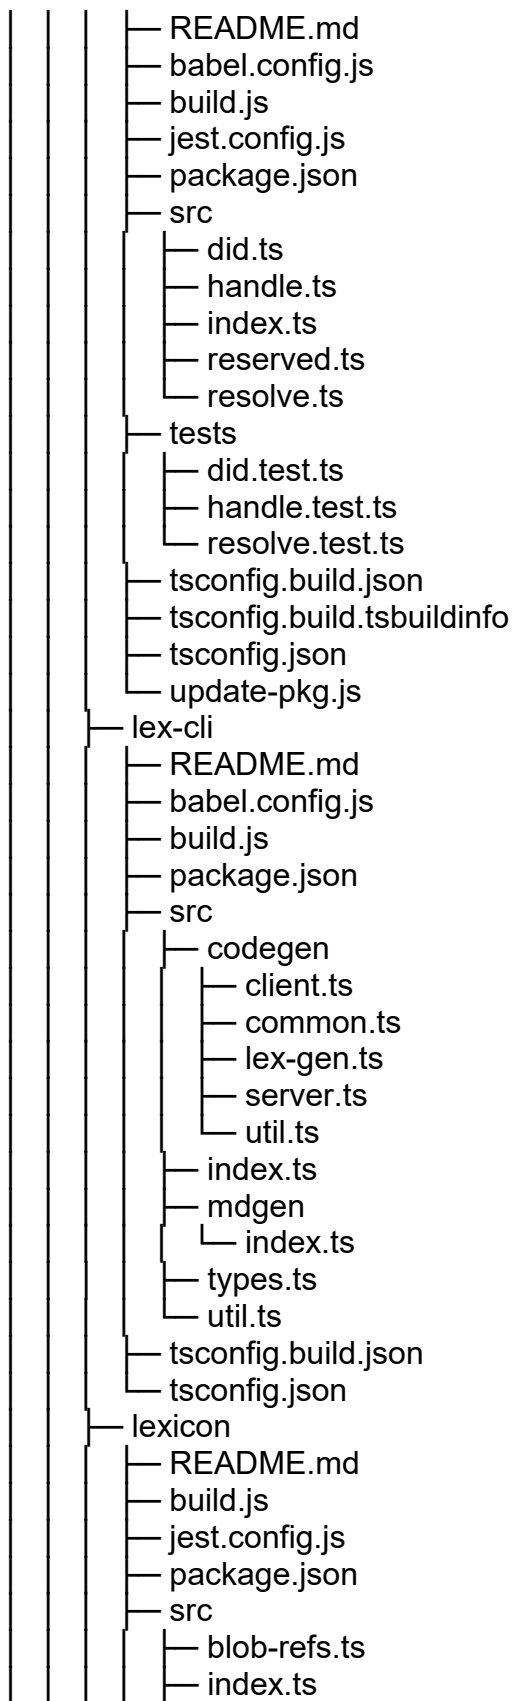 README.md
babel.config.js
build.js
jest.config.js
package.json
src
did.ts
handle.ts
index.ts
reserved.ts
resolve.ts
tests
did.test.ts
handle.test.ts
resolve.test.ts
tsconfig.build.json
tsconfig.build.tsbuildinfo
tsconfig.json
update-pkg.js
lex-cli
README.md
babel.config.js
build.js
package.json
src
codegen
client.ts
common.ts
lex-gen.ts
server.ts
util.ts
index.ts
mdgen
index.ts
types.ts
util.ts
tsconfig.build.json
tsconfig.json
lexicon
README.md
build.js
jest.config.js
package.json
src
blob-refs.ts
index.ts